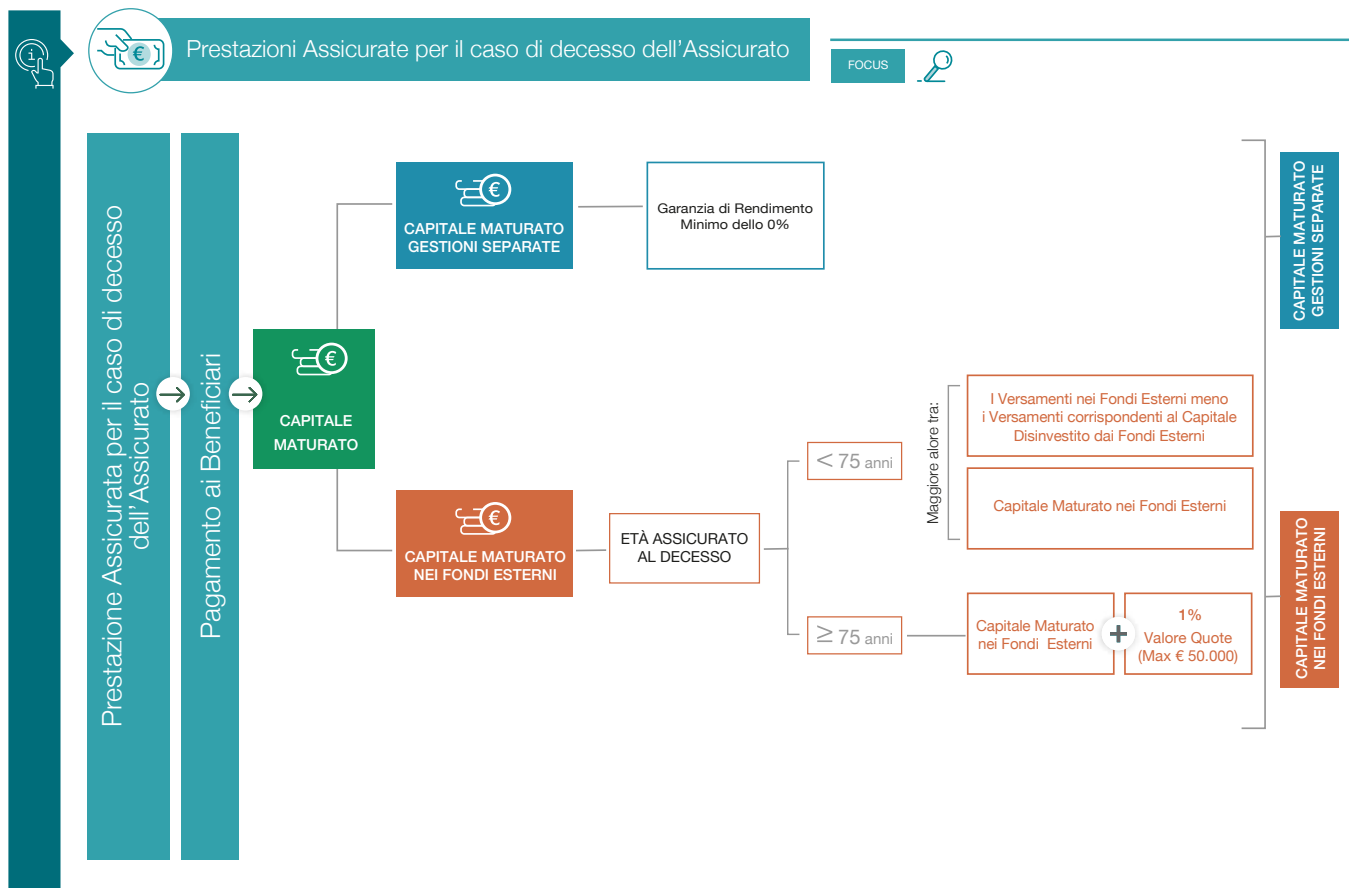 Prestazioni Assicurate per il caso di decesso dell'Assicurato
FOCUS
Prestazione Assicurata per il caso di decesso
dell'Assicurato
Pagamento ai Beneficiari
CAPITALE
MATURATO
CAPITALE MATURATO
GESTIONI SEPARATE
Garanzia di Rendimento
Minimo dello 0%
CAPITALE MATURATO
NEI FONDI ESTERNI
ETÀ ASSICURATO
AL DECESSO
< 75 anni
Maggiore alore tra:
I Versamenti nei Fondi Esterni meno
i Versamenti corrispondenti al Capitale
Disinvestito dai Fondi Esterni
Capitale Maturato nei Fondi Esterni
≥ 75 anni
Capitale Maturato
nei Fondi Esterni
+
1%
Valore Quote
(Max € 50.000)
CAPITALE MATURATO
GESTIONI SEPARATE
CAPITALE MATURATO
NEI FONDI ESTERNI